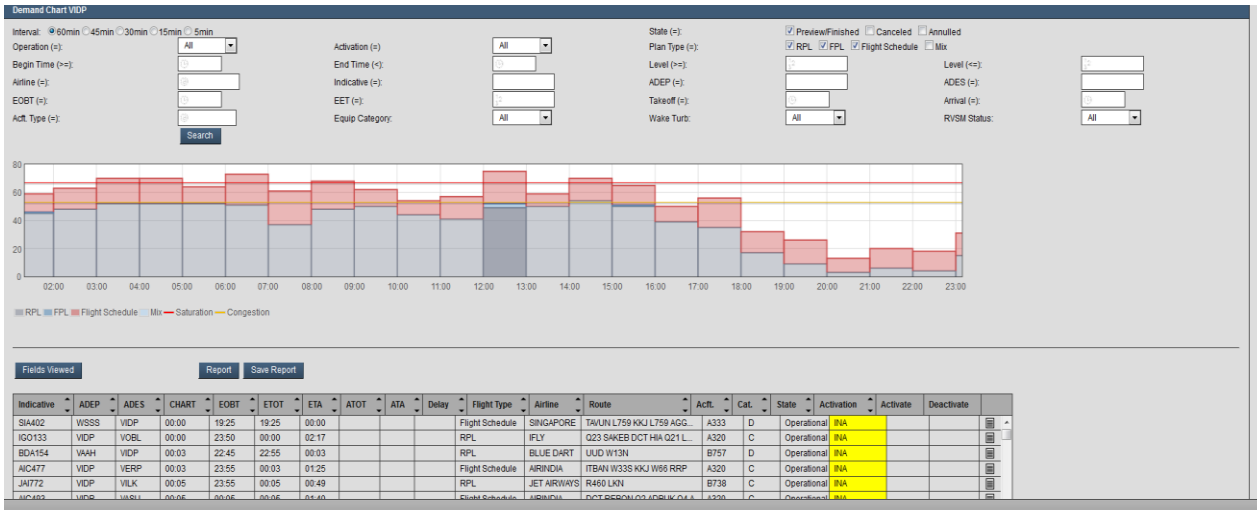 Demand Chart VIDP
Interval: 60min 45min 30min 15min 5min State (=): Preview/Finished Canceled Annulled
Operation (=): All Activation (=) All Plan Type (=): RPL FPL Flight Schedule Mix
Begin Time (>=): End Time (<): Level (>=): Level (<=):
Airline (=): Indicative (=): ADEP (=): ADES (=):
EOBT (=): EET (=): Takeoff (=): Arrival (=):
Acft. Type (=): Equip Category: All Wake Turb: All RVSM Status: All
Search
80
60
40
20
0
02:00 03:00 04:00 05:00 06:00 07:00 08:00 09:00 10:00 11:00 12:00 13:00 14:00 15:00 16:00 17:00 18:00 19:00 20:00 21:00 22:00 23:00
RPL FPL Flight Schedule Mix Saturation Congestion
Fields Viewed Report Save Report
Indicative ADEP ADES CHART EOBT ETOT ETA ATOT ATA Delay Flight Type Airline Route Acft. Cat. State Activation Activate Deactivate
SIA402 WSSS VIDP 00:00 19:25 19:25 00:00 Flight Schedule SINGAPORE TAVUN L759 KKJ L759 AGG... A333 D Operational INA
IGO133 VIDP VOBL 00:00 23:50 00:00 02:17 RPL IFLY Q23 SAKEB DCT HIA Q21 L... A320 C Operational INA
BDA154 VAAH VIDP 00:03 22:45 22:55 00:03 RPL BLUE DART UUD W13N B757 D Operational INA
AIC477 VIDP VERP 00:03 23:55 00:03 01:25 Flight Schedule AIRINDIA ITBAN W33S KKJ W66 RRP A320 C Operational INA
JAI772 VIDP VILK 00:05 23:55 00:05 00:49 RPL JET AIRWAYS R460 LKN B738 C Operational INA